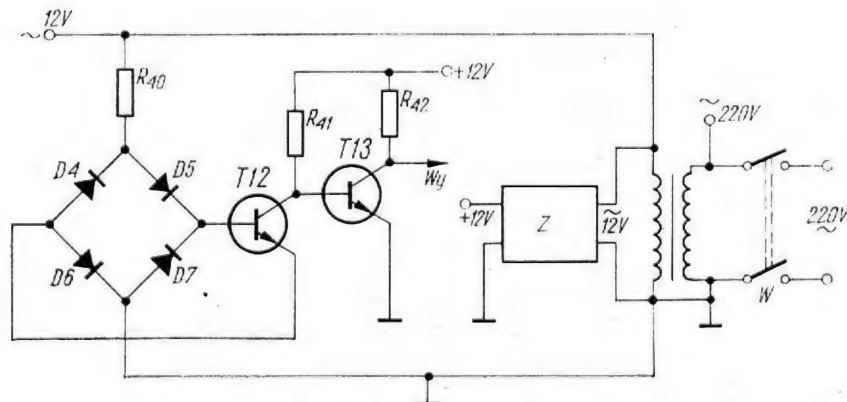 ~ 12V
R40
D4
D5
D6
D7
T12
R41
T13
R42
+12V
Wy
+12V
Z
~
12V
~
220V
220V
~
W